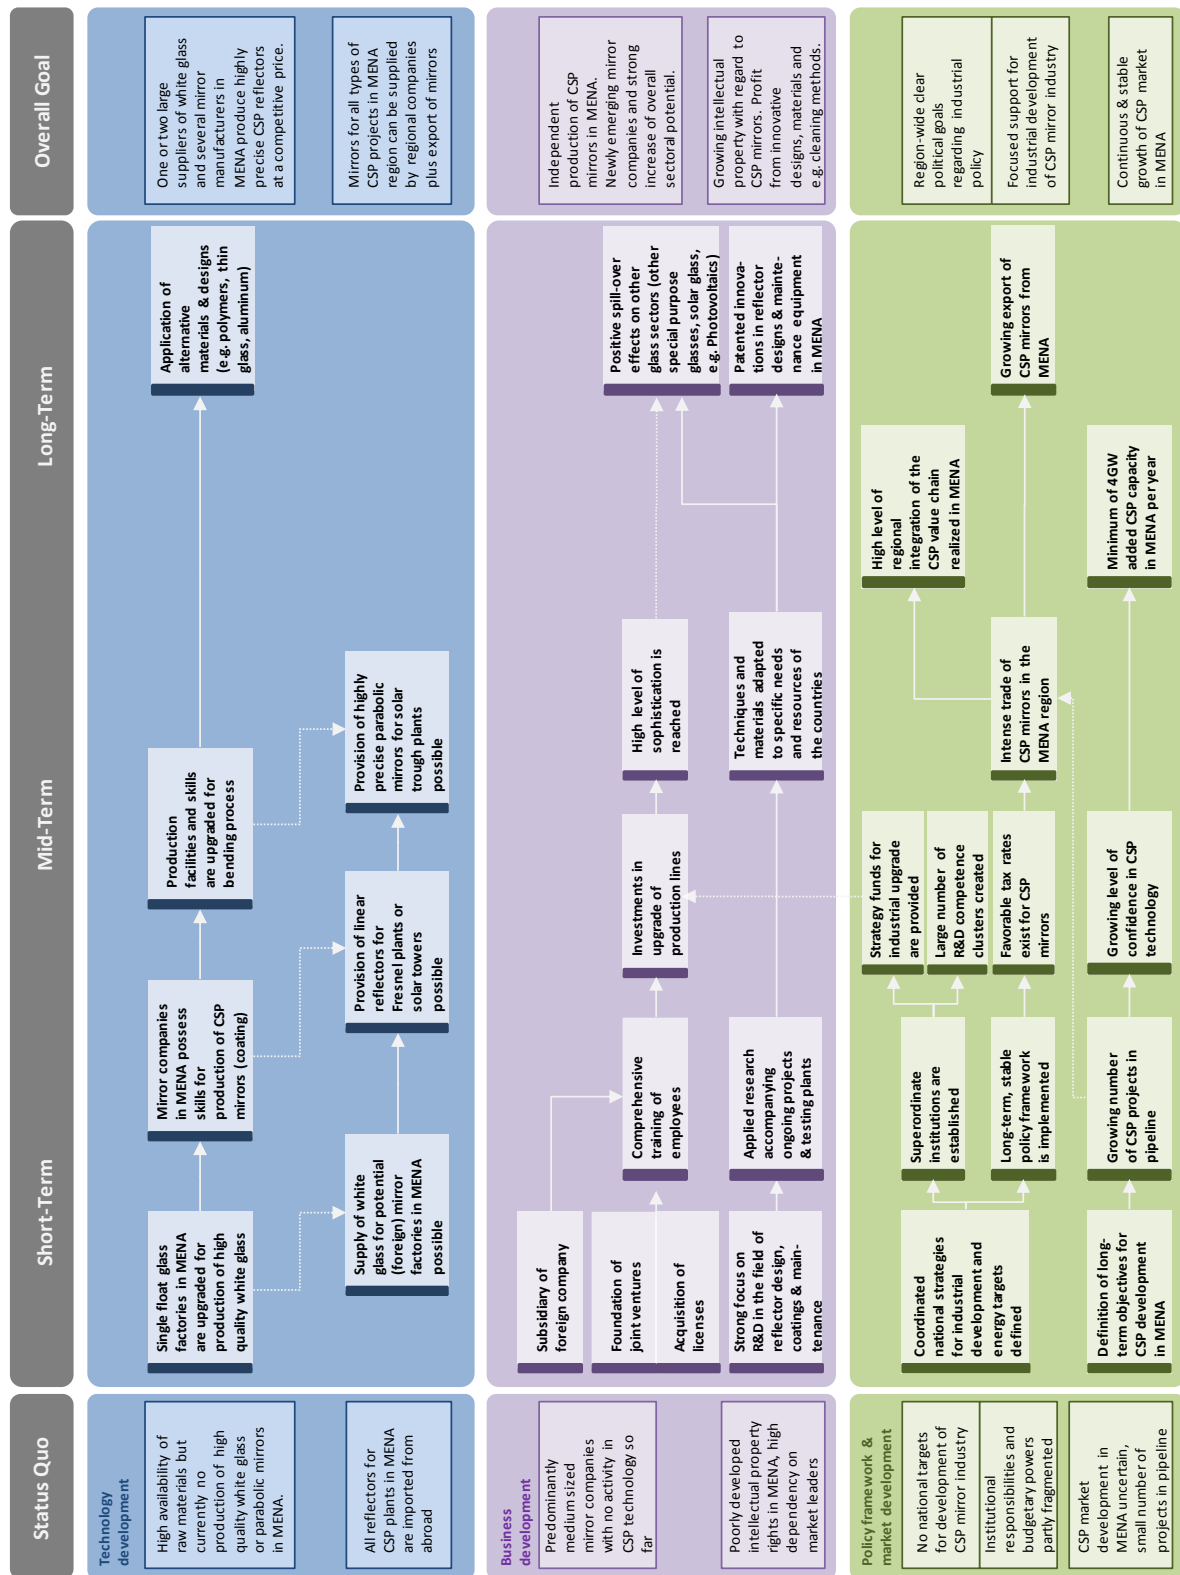 Status Quo
Short-Term
Mid-Term
Long-Term
Overall Goal
Technology
development
High availability of
raw materials but
currently no
production of high
quality white glass
or parabolic mirrors
in MENA.
All reflectors for
CSP plants in MENA
are imported from
abroad
Single float glass
factories in MENA
are upgraded for
production of high
quality white glass
Supply of white
glass for potential
(foreign) mirror
factories in MENA
possible
Mirror companies
in MENA possess
skills for
production of CSP
mirrors (coating)
Provision of linear
reflectors for
Fresnel plants or
solar towers
possible
Production
facilities and skills
are upgraded for
bending process
Provision of highly
precise parabolic
mirrors for solar
trough plants
possible
Application of
alternative
materials & designs
(e.g. polymers, thin
glass, aluminum)
One or two large
suppliers of white glass
and several mirror
manufacturers in
MENA produce highly
precise CSP reflectors
at a competitive price.
Mirrors for all types of
CSP projects in MENA
region can be supplied
by regional companies
plus export of mirrors
Business
development
Predominantly
medium sized
mirror companies
with no activity in
CSP technology so
far
Poorly developed
intellectual property
rights in MENA, high
dependency on
market leaders
Subsidiary of
foreign company
Foundation of
joint ventures
Acquisition of
licenses
Strong focus on
R&D in the field of
reflector design,
coatings & main-
tenance
Comprehensive
training of
employees
Applied research
accompanying
ongoing projects
& testing plants
Investments in
upgrade of
production lines
High level of
sophistication is
reached
Techniques and
materials adapted
to specific needs
and resources of
the countries
Positive spill-over
effects on other
glass sectors (other
special purpose
glasses, solar glass,
e.g. Photovoltaics)
Patented innova-
tions in reflector
designs & mainte-
nance equipment
in MENA
Independent
production of CSP
mirrors in MENA.
Newly emerging mirror
companies and strong
increase of overall
sectoral potential.
Growing intellectual
property with regard to
CSP mirrors. Profit
from innovative
designs, materials and
e.g. cleaning methods.
Policy framework &
market development
No national targets
for development of
CSP mirror industry
Institutional
responsibilities and
budgetary powers
partly fragmented
CSP market
development in
MENA uncertain,
small number of
projects in pipeline
Coordinated
national strategies
for industrial
development and
energy targets
defined
Definition of long-
term objectives for
CSP development
in MENA
Superordinate
institutions are
established
Long-term, stable
policy framework
is implemented
Growing number
of CSP projects in
pipeline
Strategy funds for
industrial upgrade
are provided
Large number of
R&D competence
clusters created
Favorable tax rates
exist for CSP
mirrors
Growing level of
confidence in CSP
technology
Intense trade of
CSP mirrors in the
MENA region
High level of
regional
integration of the
CSP value chain
realized in MENA
Minimum of 4GW
added CSP capacity
in MENA per year
Growing export of
CSP mirrors from
MENA
Region-wide clear
political goals
regarding industrial
policy
Focused support for
industrial development
of CSP mirror industry
Continuous & stable
growth of CSP market
in MENA